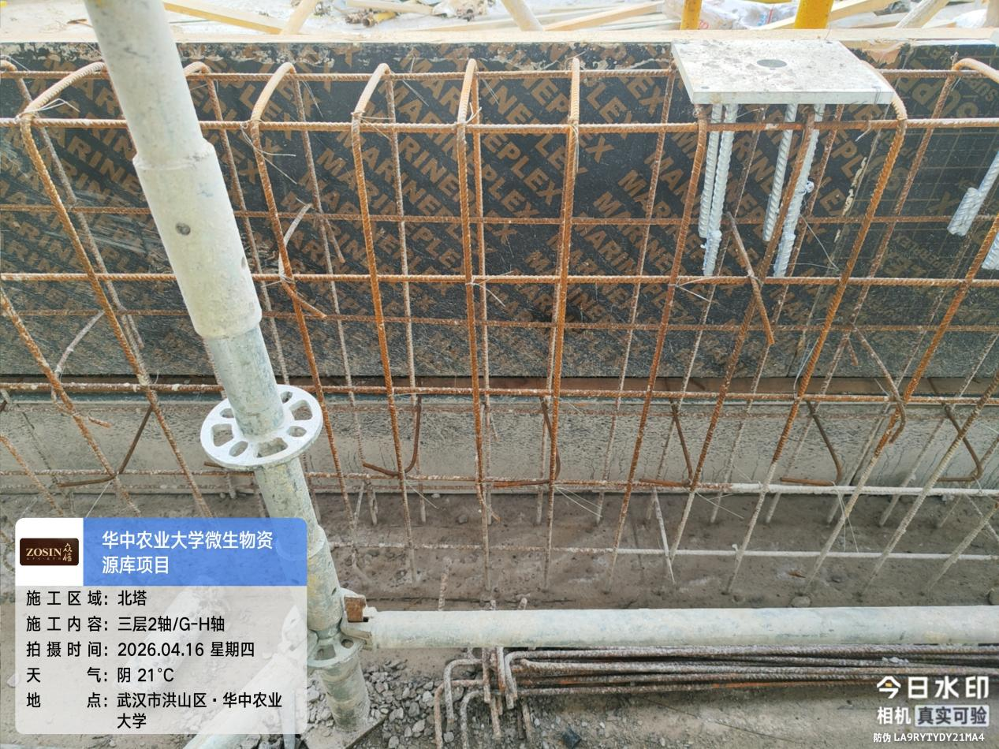 MARINEPLEX
MARINEPLEX
MARINEPLEX
ZOSIN 众信
华中农业大学微生物资
源库项目
施工区域：北塔
施工内容：三层2轴/G-H轴
拍摄时间：2026.04.16 星期四
天气：阴 21°C
地点：武汉市洪山区·华中农业
大学
今日水印
相机 真实可验
防伪 LA9RYTYDY21MA4